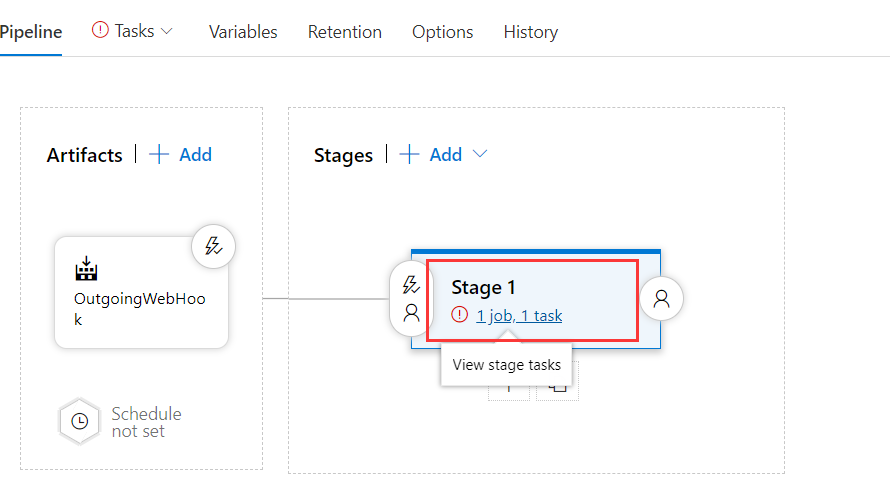 Pipeline Tasks Variables Retention Options History
Artifacts | + Add
Stages | + Add
OutgoingWebHoo
k
Stage 1
1 job, 1 task
View stage tasks
Schedule
not set